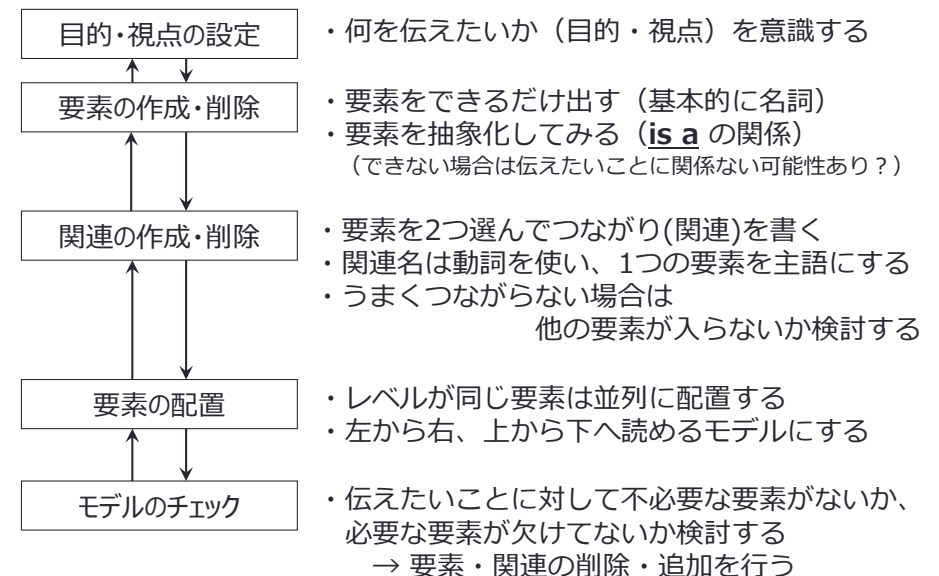 目的・視点の設定
・何を伝えたいか（目的・視点）を意識する
要素の作成・削除
・要素をできるだけ出す（基本的に名詞）
・要素を抽象化してみる（is a の関係）
（できない場合は伝えたいことに関係ない可能性あり？）
関連の作成・削除
・要素を2つ選んでつながり(関連)を書く
・関連名は動詞を使い、1つの要素を主語にする
・うまくつながらない場合は
他の要素が入らないか検討する
要素の配置
・レベルが同じ要素は並列に配置する
・左から右、上から下へ読めるモデルにする
モデルのチェック
・伝えたいことに対して不必要な要素がないか、
必要な要素が欠けてないか検討する
→ 要素・関連の削除・追加を行う